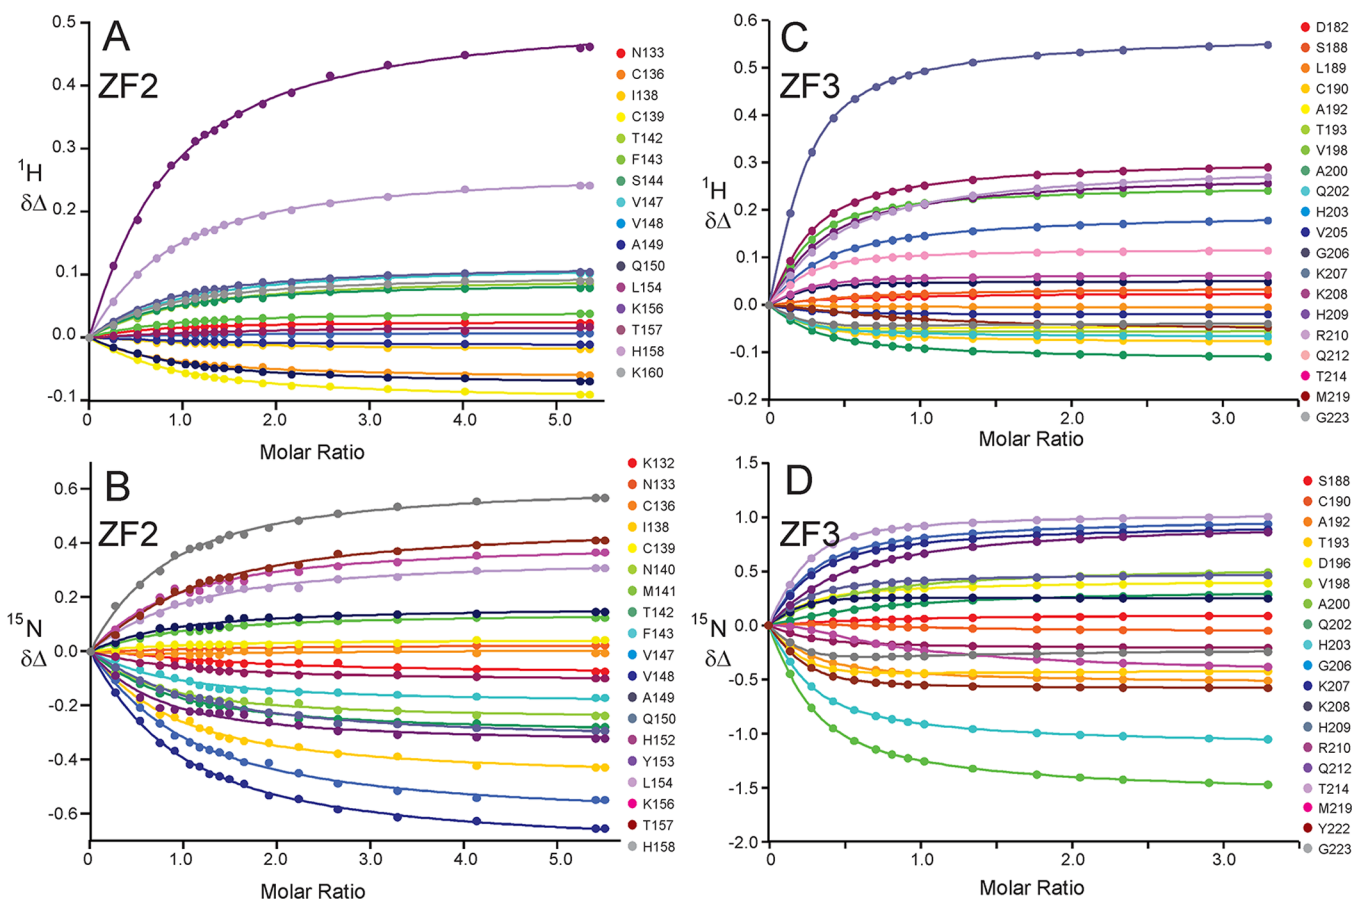 A
ZF2
0.5
0.4
0.3
0.2
0.1
0.0
-0.1
¹H
δΔ
0
1.0
2.0
3.0
4.0
5.0
Molar Ratio
N133
C136
I138
C139
T142
F143
S144
V147
V148
A149
Q150
L154
K156
T157
H158
K160
C
ZF3
0.6
0.5
0.4
0.3
0.2
0.1
0.0
-0.1
-0.2
¹H
δΔ
0
1.0
2.0
3.0
Molar Ratio
D182
S188
L189
C190
A192
T193
V198
A200
Q202
H203
V205
G206
K207
K208
H209
R210
Q212
T214
M219
G223
B
ZF2
0.6
0.4
0.2
0.0
-0.2
-0.4
-0.6
¹⁵N
δΔ
0
1.0
2.0
3.0
4.0
5.0
Molar Ratio
K132
N133
C136
I138
C139
N140
M141
T142
F143
V147
V148
A149
Q150
H152
Y153
L154
K156
T157
H158
D
ZF3
1.5
1.0
0.5
0.0
-0.5
-1.0
-1.5
-2.0
¹⁵N
δΔ
0
1.0
2.0
3.0
Molar Ratio
S188
C190
A192
T193
D196
V198
A200
Q202
H203
G206
K207
K208
H209
R210
Q212
T214
M219
Y222
G223